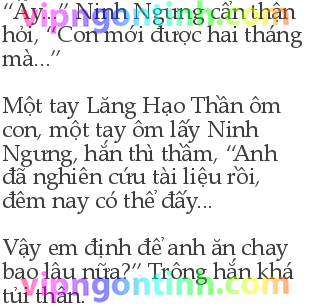 “Ấy...” Ninh Ngưng cẩn thận
hỏi, “Con mới được hai tháng
mà...”
Một tay Lăng Hạo Thần ôm
con, một tay ôm lấy Ninh
Ngưng, hắn thì thầm, “Anh
đã nghiên cứu tài liệu rồi,
đêm nay có thể đấy...
Vậy em định để anh ăn chay
bao lâu nữa?” Trông hắn khá
tủi thân.
vipngontinh.com
vipngontinh.com